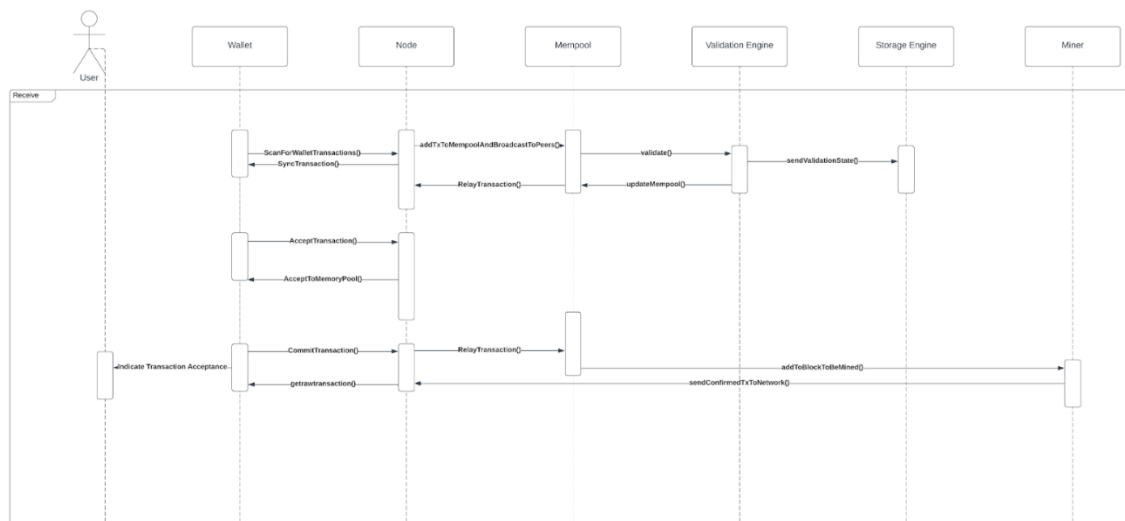 User
Wallet
Node
Mempool
Validation Engine
Storage Engine
Miner
Receive
ScanForWalletTransactions()
addTxToMempoolAndBroadcastToPeers()
validate()
sendValidationState()
SyncTransaction()
RelayTransaction()
updateMempool()
AcceptTransaction()
AcceptToMemoryPool()
CommitTransaction()
RelayTransaction()
Indicate Transaction Acceptance
addToBlockToBeMined()
getrawtransaction()
sendConfirmedTxToNetwork()